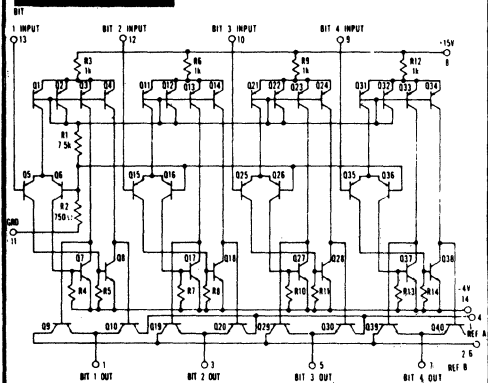 BIT
1 INPUT BIT 2 INPUT BIT 3 INPUT BIT 4 INPUT
13 12 10 9
+15V
8
R3 1k R6 1k R9 1k R12 1k
Q1 Q2 Q3 Q4 Q11 Q12 Q13 Q14 Q21 Q22 Q23 Q24 Q31 Q32 Q33 Q34
R1
7.5k
Q5 Q6 Q15 Q16 Q25 Q26 Q35 Q36
R2
750Ω
GND
11
Q7 Q8 Q17 Q18 Q27 Q28 Q37 Q38
R4 R5 R7 R8 R10 R11 R13 R14
-4V
14
4
REF A
Q9 Q10 Q19 Q20 Q29 Q30 Q39 Q40
2 6
REF B
1 3 5 7
BIT 1 OUT BIT 2 OUT BIT 3 OUT BIT 4 OUT